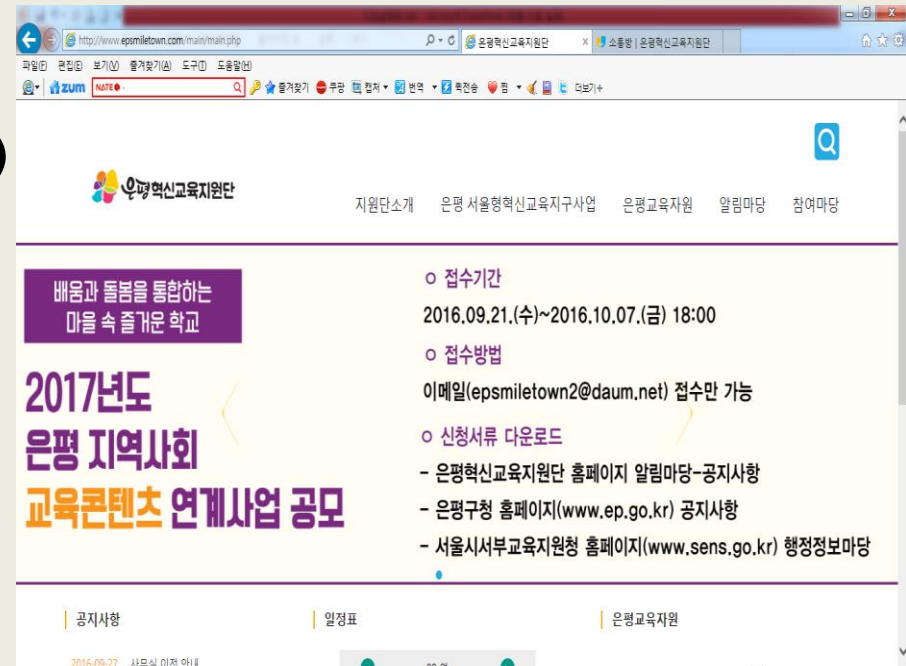 http://www.epsmiletown.com/main/main.php
은평혁신교육지원단
소통방 | 은평혁신교육지원단
파일(F) 편집(E) 보기(V) 즐겨찾기(A) 도구(T) 도움말(H)
zum NATE 즐겨찾기 쿠팡 캡처 번역 퀵전송 찜 더보기+
은평혁신교육지원단
지원단소개 은평 서울형혁신교육지구사업 은평교육자원 알림마당 참여마당
배움과 돌봄을 통합하는
마을 속 즐거운 학교
2017년도
은평 지역사회
교육콘텐츠 연계사업 공모
ㅇ 접수기간
2016.09.21.(수)~2016.10.07.(금) 18:00
ㅇ 접수방법
이메일(epsmiletown2@daum.net) 접수만 가능
ㅇ 신청서류 다운로드
- 은평혁신교육지원단 홈페이지 알림마당-공지사항
- 은평구청 홈페이지(www.ep.go.kr) 공지사항
- 서울시서부교육지원청 홈페이지(www.sens.go.kr) 행정정보마당
공지사항 일정표 은평교육자원
2016-09-27 사무실 이전 안내